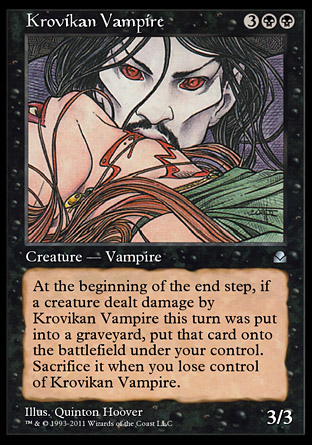 Krovikan Vampire 3
Creature — Vampire
At the beginning of the end step, if
a creature dealt damage by
Krovikan Vampire this turn was put
into a graveyard, put that card onto
the battlefield under your control.
Sacrifice it when you lose control
of Krovikan Vampire.
Illus. Quinton Hoover
3/3
™ & © 1993-2011 Wizards of the Coast LLC